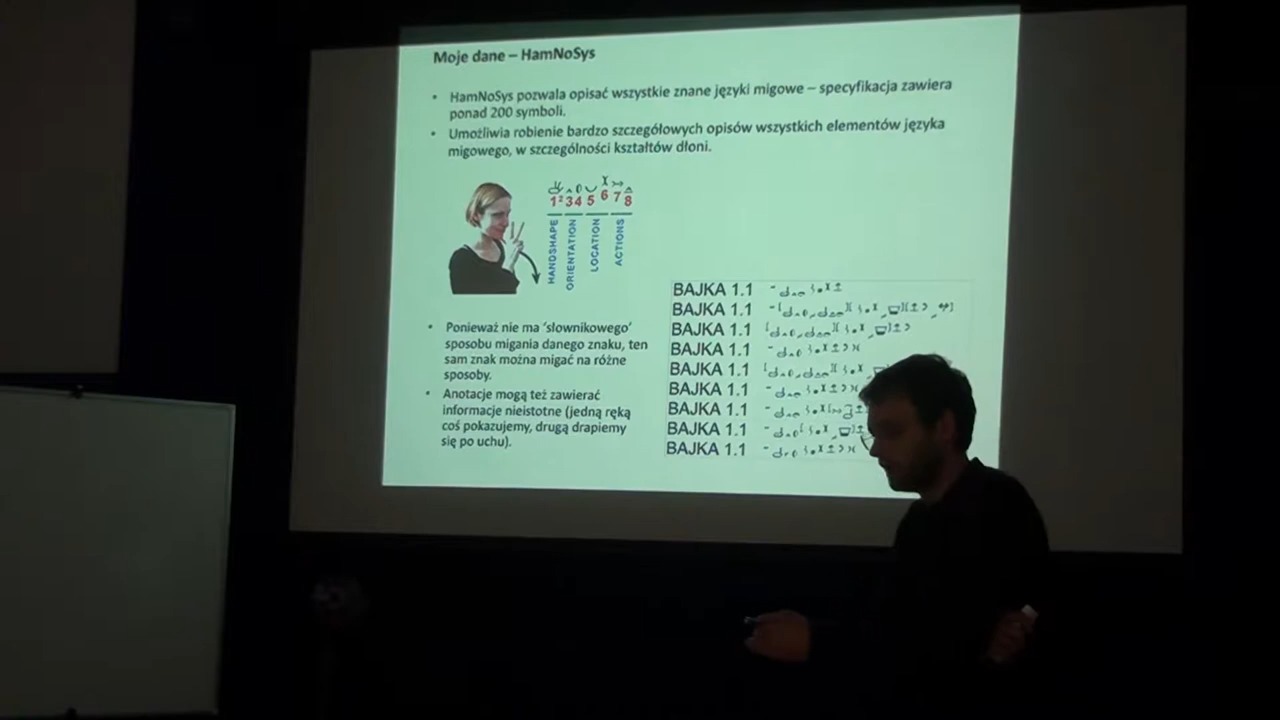 Moje dane – HamNoSys
• HamNoSys pozwala opisać wszystkie znane języki migowe – specyfikacja zawiera
ponad 200 symboli.
• Umożliwia robienie bardzo szczegółowych opisów wszystkich elementów języka
migowego, w szczególności kształtów dłoni.
1 2 3 4 5 6 7 8
HANDSHAPE
ORIENTATION
LOCATION
ACTIONS
• Ponieważ nie ma ‘słownikowego’
sposobu migania danego znaku, ten
sam znak można migać na różne
sposoby.
• Anotacje mogą też zawierać
informacje nieistotne (jedną ręką
coś pokazujemy, drugą drapiemy
się po uchu).
BAJKA 1.1
BAJKA 1.1
BAJKA 1.1
BAJKA 1.1
BAJKA 1.1
BAJKA 1.1
BAJKA 1.1
BAJKA 1.1
BAJKA 1.1